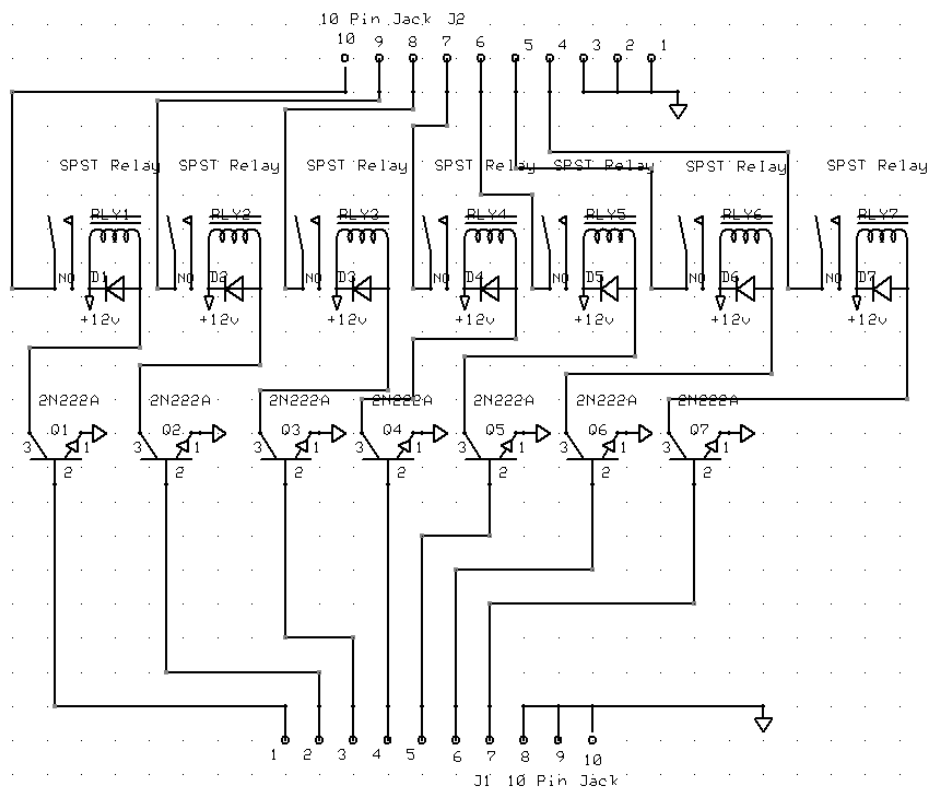 10 Pin Jack J2
10 9 8 7 6 5 4 3 2 1
SPST Relay SPST Relay SPST Relay SPST Relay SPST Relay SPST Relay SPST Relay
RLY1 RLY2 RLY3 RLY4 RLY5 RLY6 RLY7
NO D1 NO D2 NO D3 NO D4 NO D5 NO D6 NO D7
+12v +12v +12v +12v +12v +12v +12v
2N222A 2N222A 2N222A 2N222A 2N222A 2N222A 2N222A
Q1 Q2 Q3 Q4 Q5 Q6 Q7
3 1 3 1 3 1 3 1 3 1 3 1 3 1
2 2 2 2 2 2 2
1 2 3 4 5 6 7 8 9 10
J1 10 Pin Jack